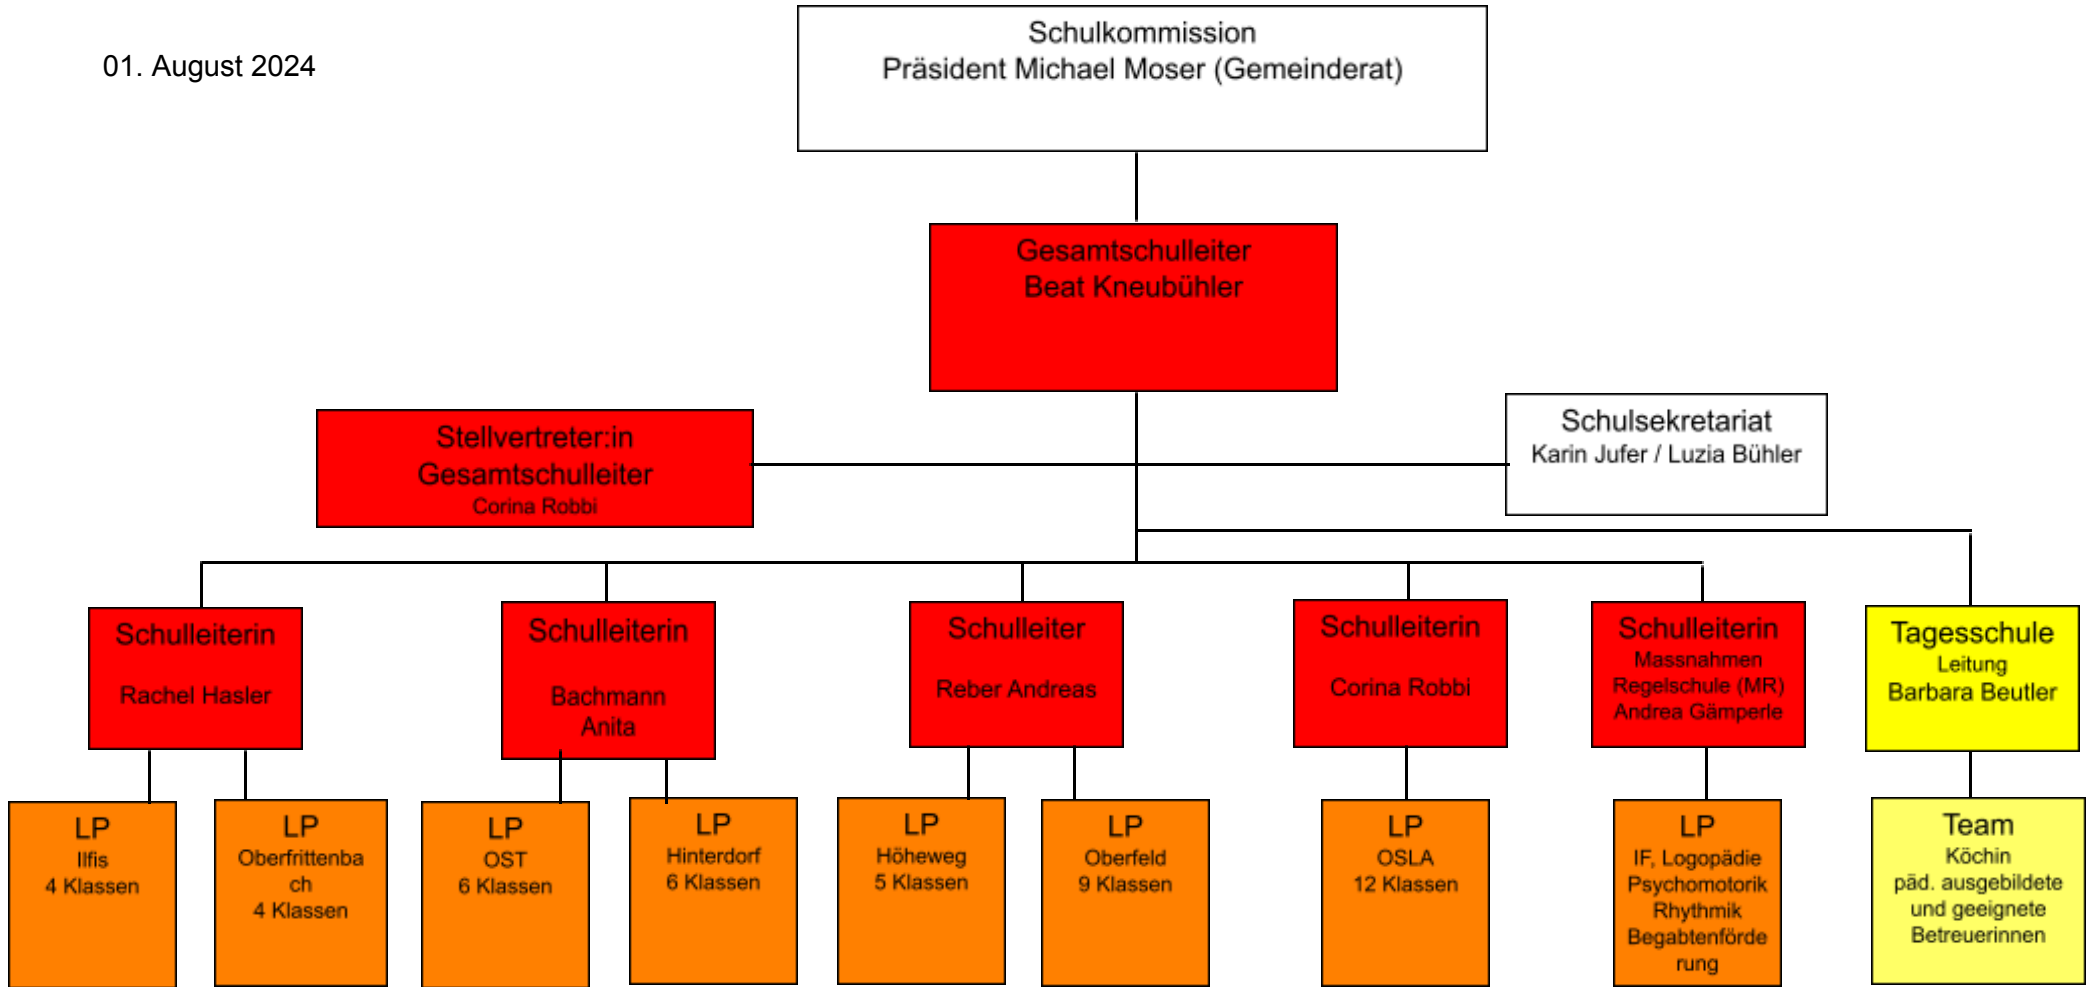 01. August 2024
Schulkommission
Präsident Michael Moser (Gemeinderat)
Gesamtschulleiter
Beat Kneubühler
Stellvertreter:in
Gesamtschulleiter
Corina Robbi
Schulsekretariat
Karin Jufer / Luzia Bühler
Schulleiterin
Rachel Hasler
Schulleiterin
Bachmann
Anita
Schulleiter
Reber Andreas
Schulleiterin
Corina Robbi
Schulleiterin
Massnahmen
Regelschule (MR)
Andrea Gämperle
Tagesschule
Leitung
Barbara Beutler
LP
Ilfis
4 Klassen
LP
Oberfrittenba
ch
4 Klassen
LP
OST
6 Klassen
LP
Hinterdorf
6 Klassen
LP
Höheweg
5 Klassen
LP
Oberfeld
9 Klassen
LP
OSLA
12 Klassen
LP
IF, Logopädie
Psychomotorik
Rhythmik
Begabtenförde
rung
Team
Köchin
päd. ausgebildete
und geeignete
Betreuerinnen